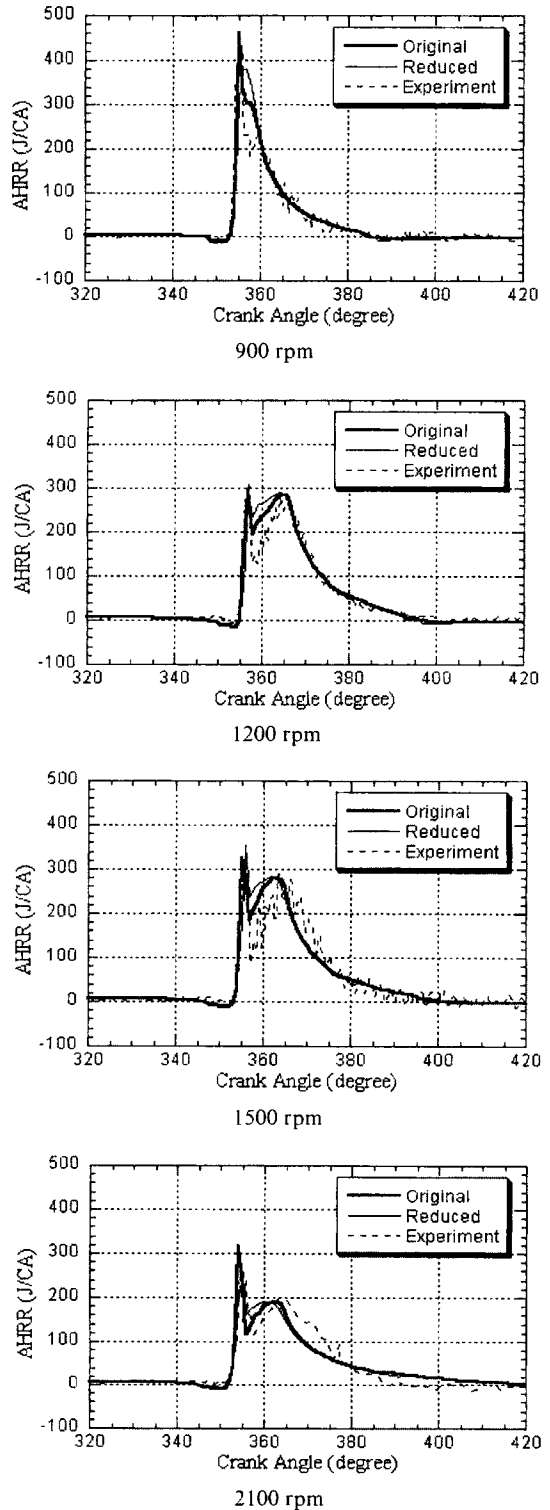 500
400
300
200
100
0
-100
AHRR (J/CA)
Original
Reduced
Experiment
320 340 360 380 400 420
Crank Angle (degree)
900 rpm
500
400
300
200
100
0
-100
AHRR (J/CA)
Original
Reduced
Experiment
320 340 360 380 400 420
Crank Angle (degree)
1200 rpm
500
400
300
200
100
0
-100
AHRR (J/CA)
Original
Reduced
Experiment
320 340 360 380 400 420
Crank Angle (degree)
1500 rpm
500
400
300
200
100
0
-100
AHRR (J/CA)
Original
Reduced
Experiment
320 340 360 380 400 420
Crank Angle (degree)
2100 rpm